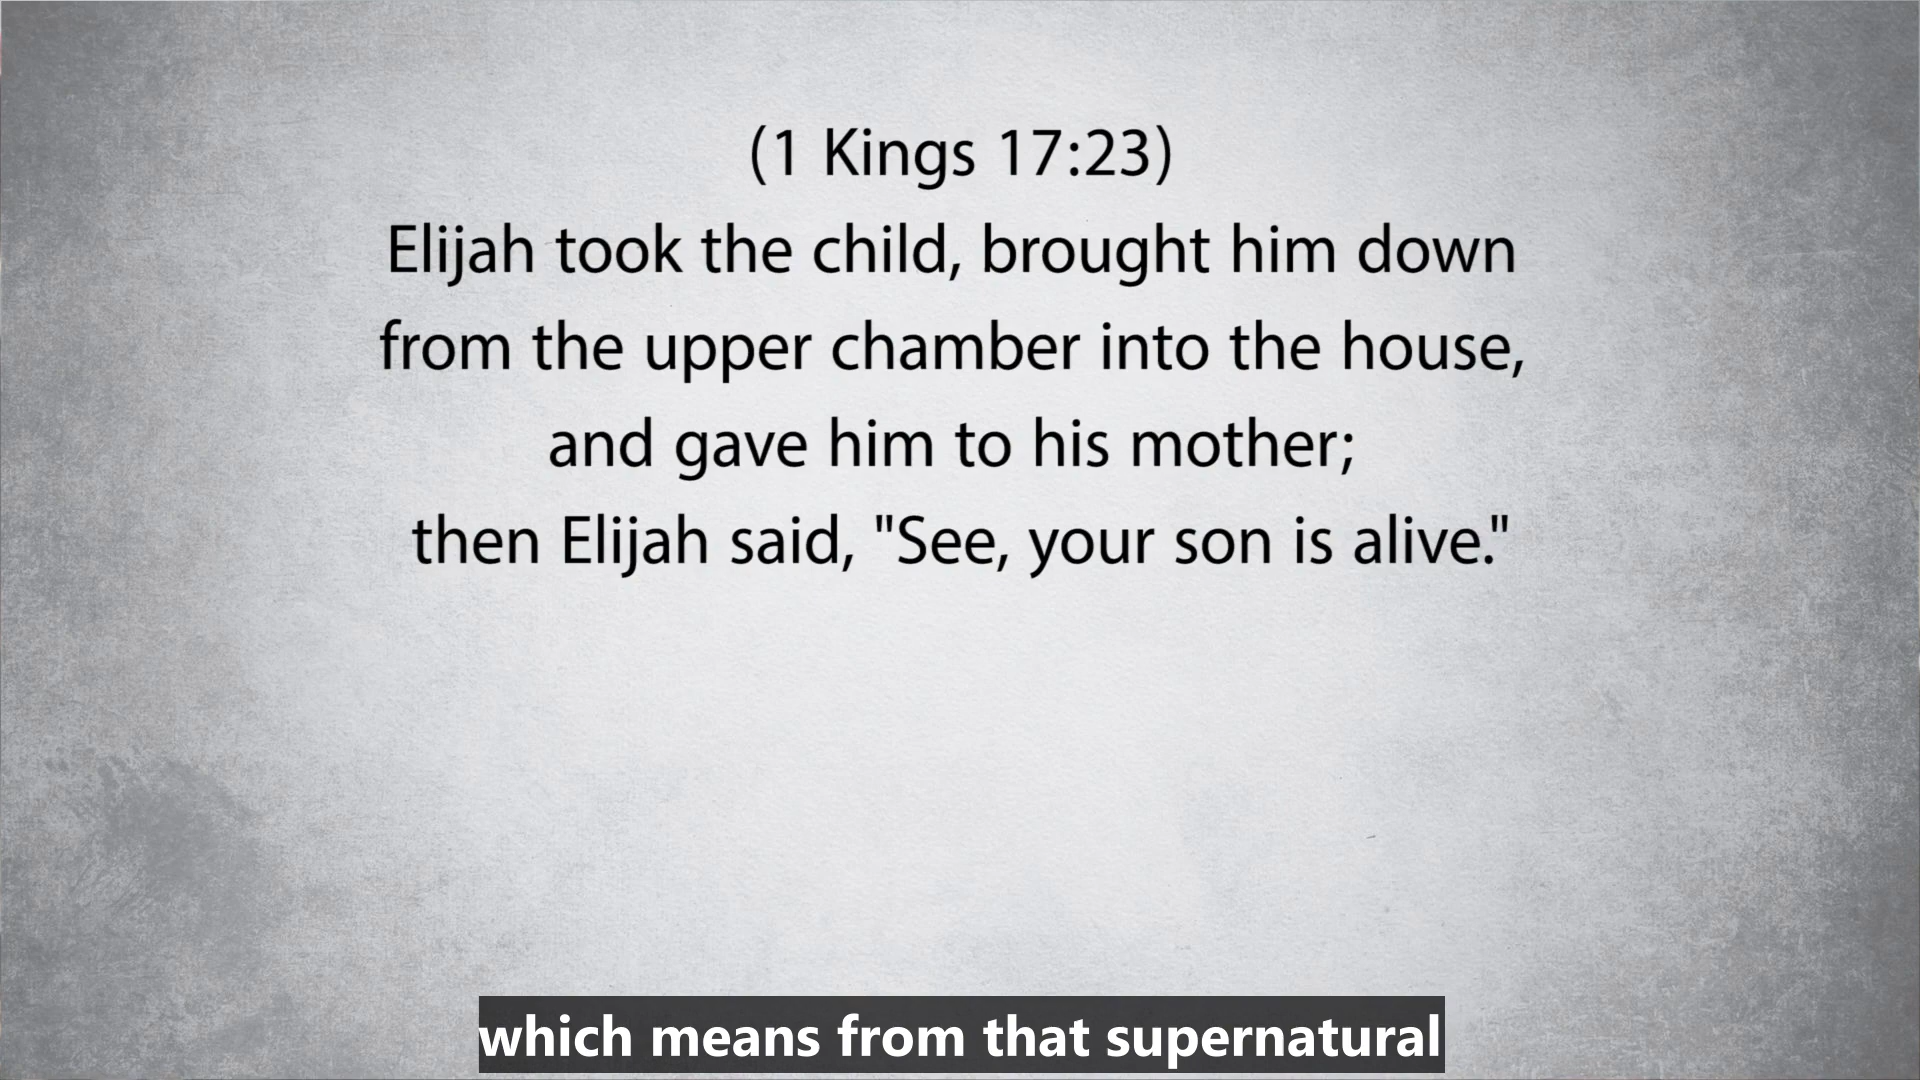 (1 Kings 17:23)
Elijah took the child, brought him down
from the upper chamber into the house,
and gave him to his mother;
then Elijah said, "See, your son is alive."
which means from that supernatural